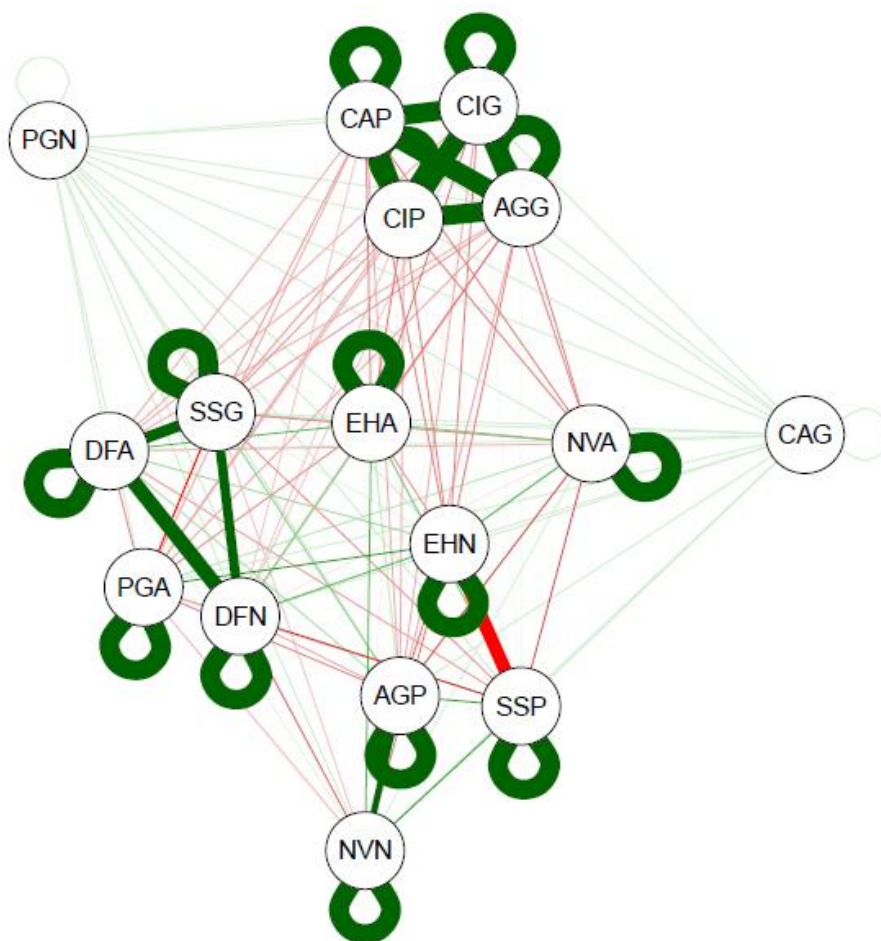 CIG
CAP
PGN
AGG
CIP
SSG
EHA
CAG
NVA
DFA
EHN
PGA
DFN
AGP
SSP
NVN